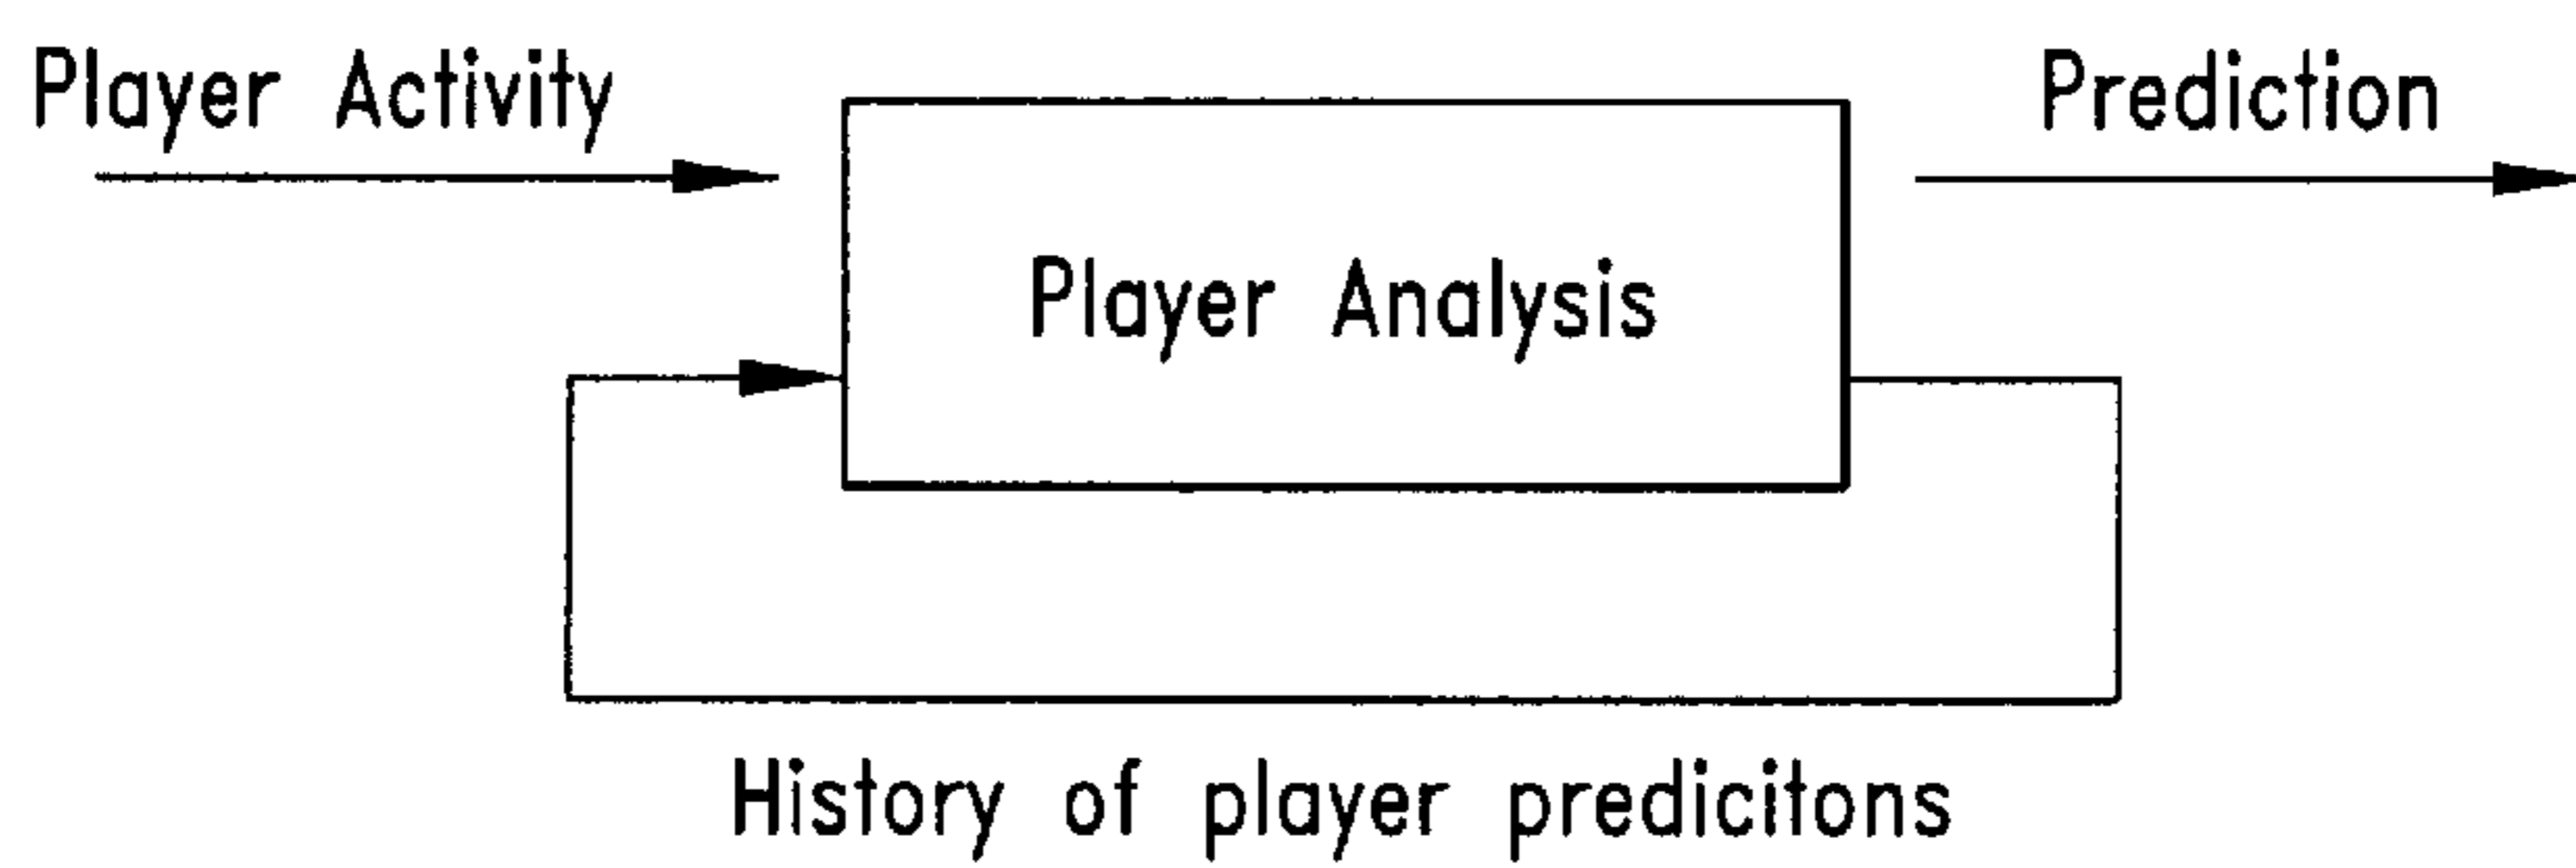 Player Activity
Prediction
Player Analysis
History of player predicitons